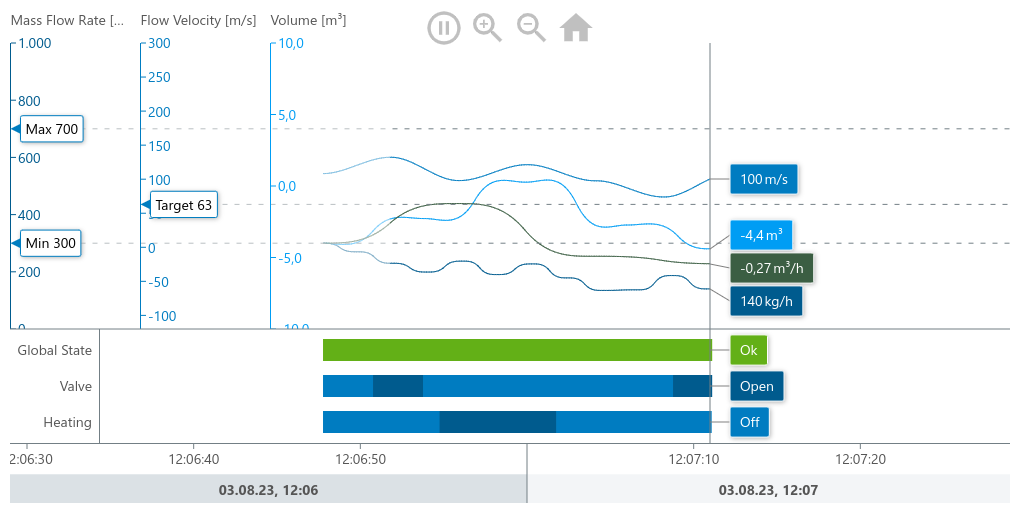 Mass Flow Rate [... Flow Velocity [m/s] Volume [m³]
1.000 300 10,0
250
800 200 5,0
Max 700
150
600
100 0,0 100 m/s
Target 63
400
-4,4 m³
Min 300 0
-5,0 -0,27 m³/h
200 -50
140 kg/h
-100
0 -10,0
Global State Ok
Valve Open
Heating Off
2:06:30 12:06:40 12:06:50 12:07:10 12:07:20
03.08.23, 12:06 03.08.23, 12:07